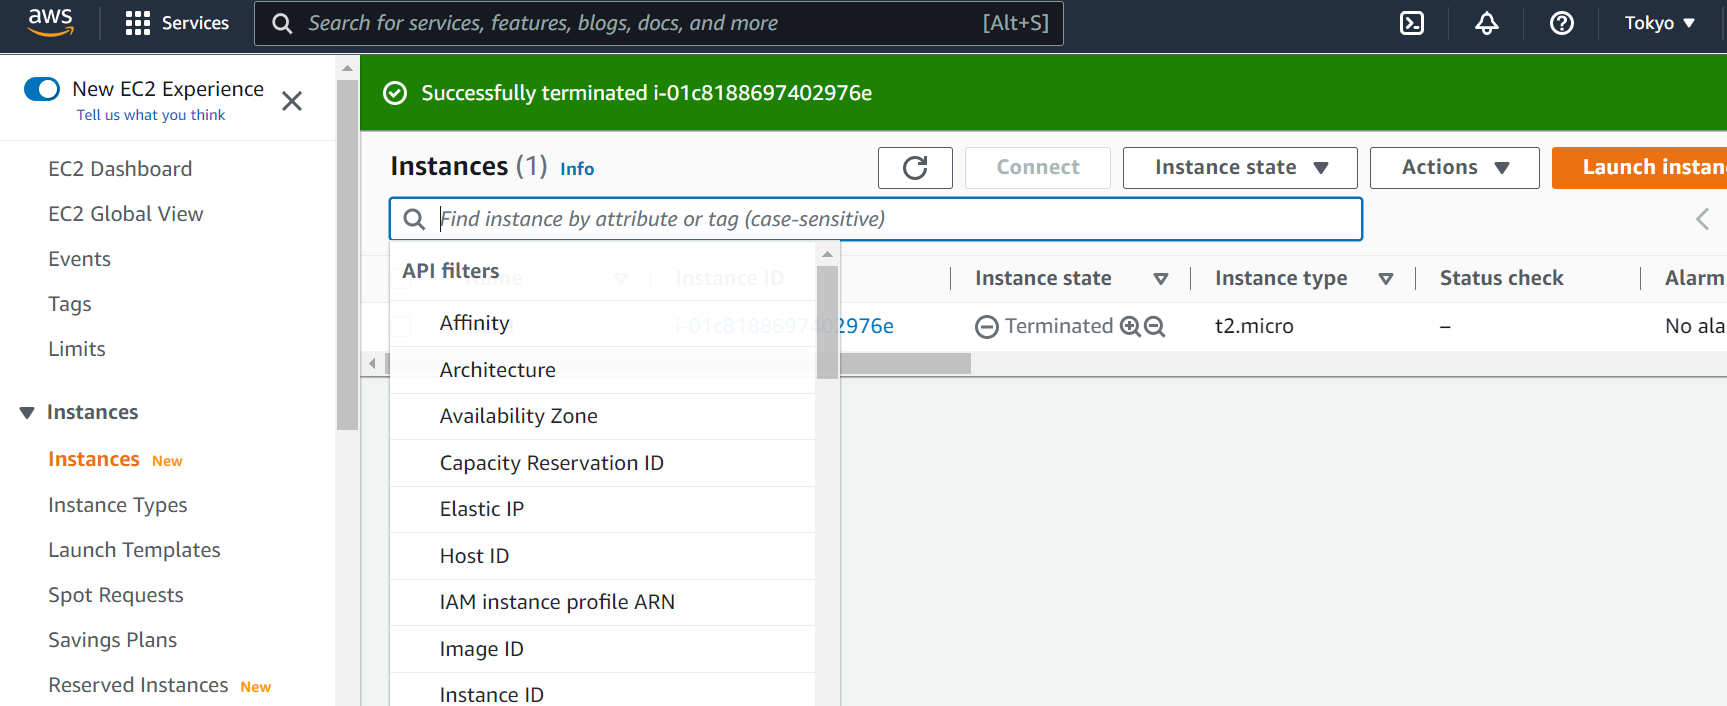 aws
Services
Search for services, features, blogs, docs, and more
[Alt+S]
Tokyo
New EC2 Experience
Tell us what you think
EC2 Dashboard
EC2 Global View
Events
Tags
Limits
Instances
Instances New
Instance Types
Launch Templates
Spot Requests
Savings Plans
Reserved Instances New
Successfully terminated i-01c8188697402976e
Instances (1) Info
Connect
Instance state
Actions
Launch instan
Find instance by attribute or tag (case-sensitive)
Name Instance ID Instance state Instance type Status check Alarm
i-01c8188697402976e Terminated t2.micro – No ala
API filters
Affinity
Architecture
Availability Zone
Capacity Reservation ID
Elastic IP
Host ID
IAM instance profile ARN
Image ID
Instance ID